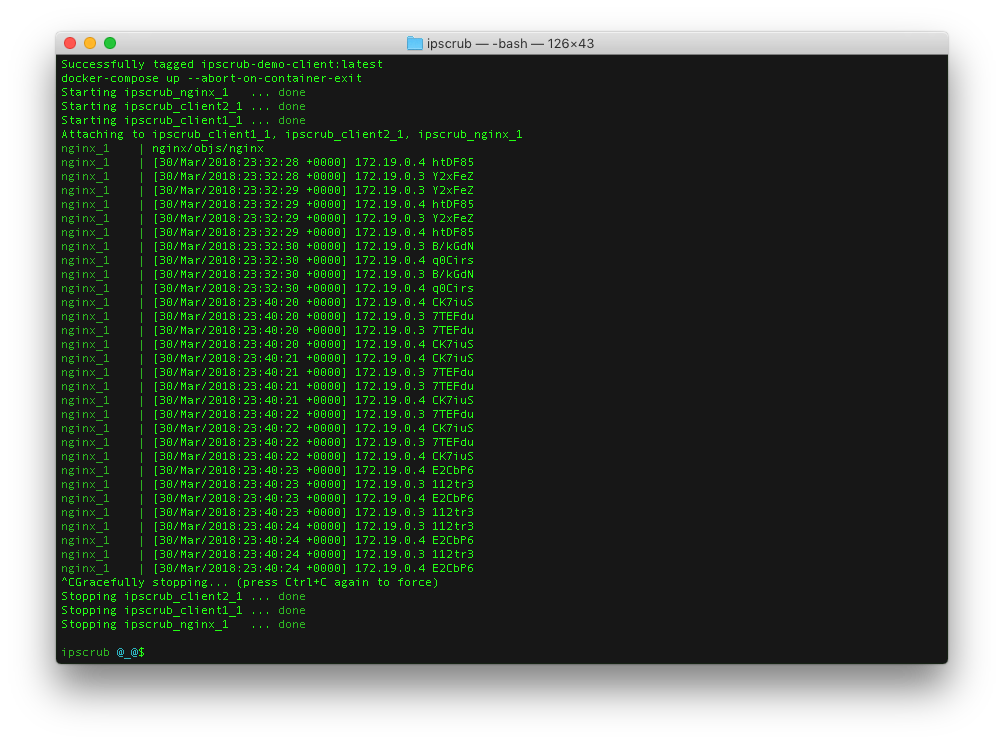 ipscrub — -bash — 126×43
Successfully tagged ipscrub-demo-client:latest
docker-compose up --abort-on-container-exit
Starting ipscrub_nginx_1   ... done
Starting ipscrub_client2_1 ... done
Starting ipscrub_client1_1 ... done
Attaching to ipscrub_client1_1, ipscrub_client2_1, ipscrub_nginx_1
nginx_1    | nginx/objs/nginx
nginx_1    | [30/Mar/2018:23:32:28 +0000] 172.19.0.4 htDF85
nginx_1    | [30/Mar/2018:23:32:28 +0000] 172.19.0.3 Y2xFeZ
nginx_1    | [30/Mar/2018:23:32:29 +0000] 172.19.0.3 Y2xFeZ
nginx_1    | [30/Mar/2018:23:32:29 +0000] 172.19.0.4 htDF85
nginx_1    | [30/Mar/2018:23:32:29 +0000] 172.19.0.3 Y2xFeZ
nginx_1    | [30/Mar/2018:23:32:29 +0000] 172.19.0.4 htDF85
nginx_1    | [30/Mar/2018:23:32:30 +0000] 172.19.0.3 B/kGdN
nginx_1    | [30/Mar/2018:23:32:30 +0000] 172.19.0.4 q0Cirs
nginx_1    | [30/Mar/2018:23:32:30 +0000] 172.19.0.3 B/kGdN
nginx_1    | [30/Mar/2018:23:32:30 +0000] 172.19.0.4 q0Cirs
nginx_1    | [30/Mar/2018:23:40:20 +0000] 172.19.0.4 CK7iuS
nginx_1    | [30/Mar/2018:23:40:20 +0000] 172.19.0.3 7TEFdu
nginx_1    | [30/Mar/2018:23:40:20 +0000] 172.19.0.3 7TEFdu
nginx_1    | [30/Mar/2018:23:40:20 +0000] 172.19.0.4 CK7iuS
nginx_1    | [30/Mar/2018:23:40:21 +0000] 172.19.0.4 CK7iuS
nginx_1    | [30/Mar/2018:23:40:21 +0000] 172.19.0.3 7TEFdu
nginx_1    | [30/Mar/2018:23:40:21 +0000] 172.19.0.3 7TEFdu
nginx_1    | [30/Mar/2018:23:40:21 +0000] 172.19.0.4 CK7iuS
nginx_1    | [30/Mar/2018:23:40:22 +0000] 172.19.0.3 7TEFdu
nginx_1    | [30/Mar/2018:23:40:22 +0000] 172.19.0.4 CK7iuS
nginx_1    | [30/Mar/2018:23:40:22 +0000] 172.19.0.3 7TEFdu
nginx_1    | [30/Mar/2018:23:40:22 +0000] 172.19.0.4 CK7iuS
nginx_1    | [30/Mar/2018:23:40:23 +0000] 172.19.0.4 E2CbP6
nginx_1    | [30/Mar/2018:23:40:23 +0000] 172.19.0.3 112tr3
nginx_1    | [30/Mar/2018:23:40:23 +0000] 172.19.0.4 E2CbP6
nginx_1    | [30/Mar/2018:23:40:23 +0000] 172.19.0.3 112tr3
nginx_1    | [30/Mar/2018:23:40:24 +0000] 172.19.0.3 112tr3
nginx_1    | [30/Mar/2018:23:40:24 +0000] 172.19.0.4 E2CbP6
nginx_1    | [30/Mar/2018:23:40:24 +0000] 172.19.0.3 112tr3
nginx_1    | [30/Mar/2018:23:40:24 +0000] 172.19.0.4 E2CbP6
^CGracefully stopping... (press Ctrl+C again to force)
Stopping ipscrub_client2_1 ... done
Stopping ipscrub_client1_1 ... done
Stopping ipscrub_nginx_1   ... done
ipscrub @_@$